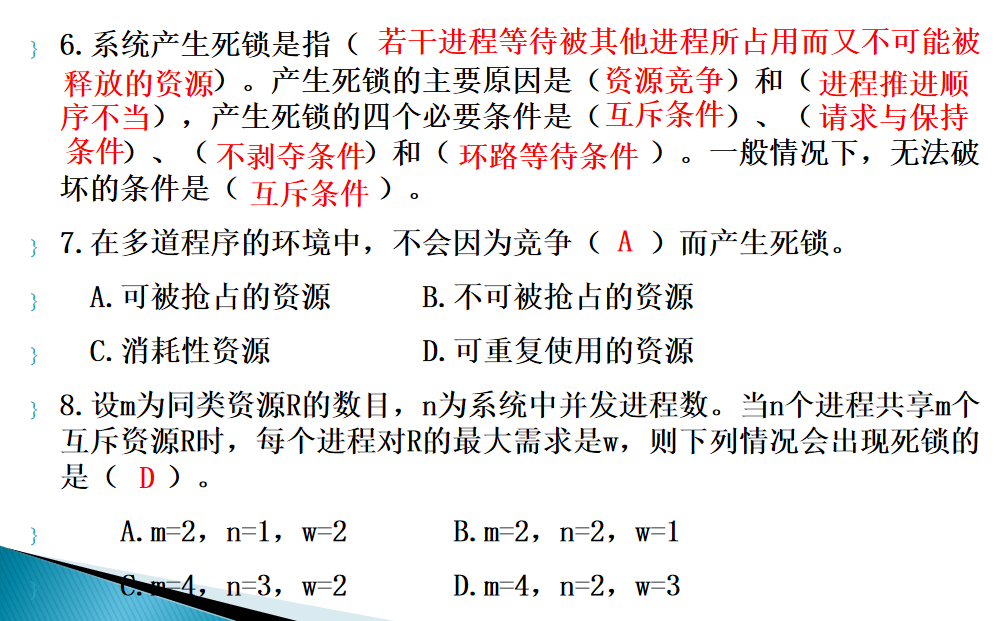 6.系统产生死锁是指（ 若干进程等待被其他进程所占用而又不可能被
释放的资源）。产生死锁的主要原因是（资源竞争）和（进程推进顺
序不当），产生死锁的四个必要条件是（互斥条件）、（请求与保持
条件）、（不剥夺条件）和（ 环路等待条件 ）。一般情况下，无法破
坏的条件是（ 互斥条件 ）。
7.在多道程序的环境中，不会因为竞争（ A ）而产生死锁。
A.可被抢占的资源 B.不可被抢占的资源
C.消耗性资源 D.可重复使用的资源
8.设m为同类资源R的数目，n为系统中并发进程数。当n个进程共享m个
互斥资源R时，每个进程对R的最大需求是w，则下列情况会出现死锁的
是（ D ）。
A.m=2，n=1，w=2 B.m=2，n=2，w=1
C.m=4，n=3，w=2 D.m=4，n=2，w=3